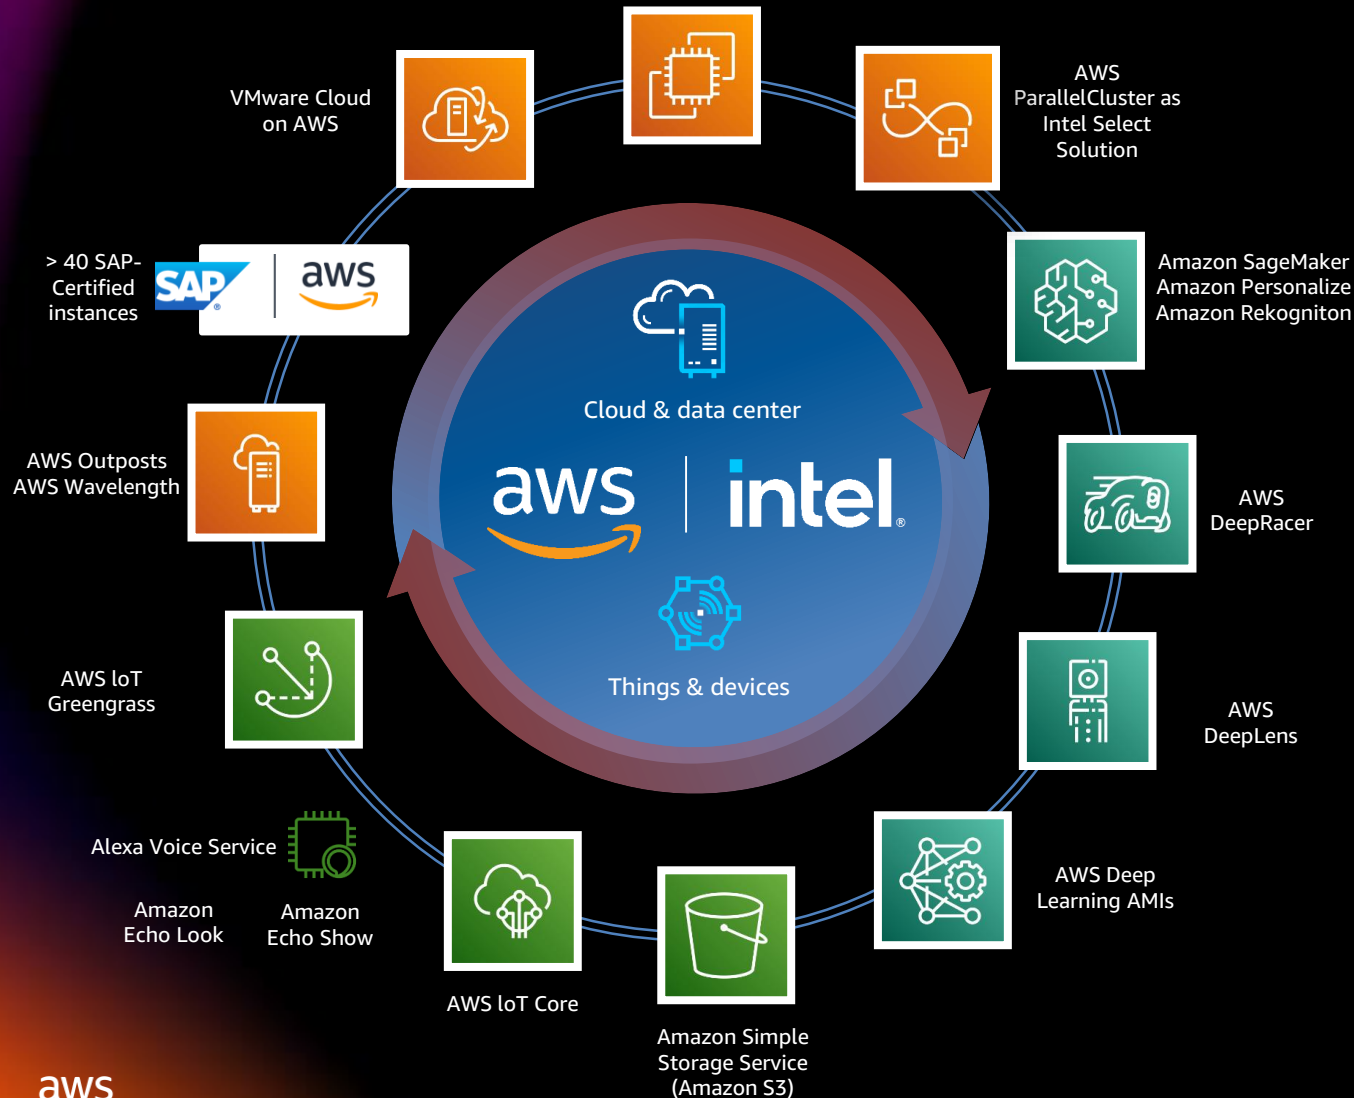 VMware Cloud
on AWS
AWS
ParallelCluster as
Intel Select
Solution
> 40 SAP-
Certified
instances
SAP
®
aws
Amazon SageMaker
Amazon Personalize
Amazon Rekogniton
Cloud & data center
aws
intel®
AWS Outposts
AWS Wavelength
AWS
DeepRacer
Things & devices
AWS loT
Greengrass
AWS
DeepLens
Alexa Voice Service
Amazon
Echo Look
Amazon
Echo Show
AWS Deep
Learning AMIs
AWS loT Core
Amazon Simple
Storage Service
(Amazon S3)
aws